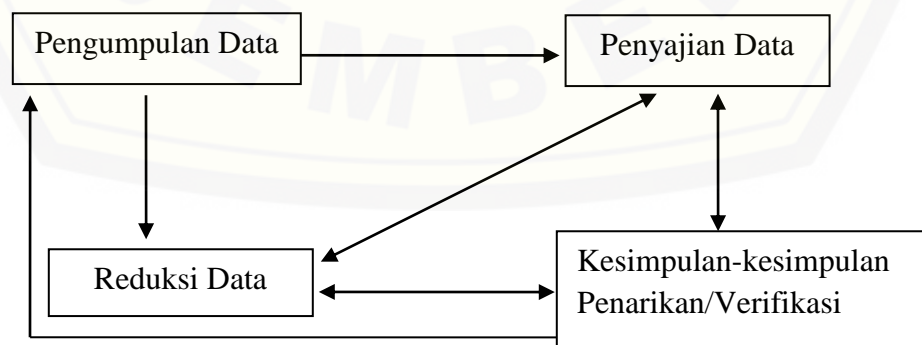 Pengumpulan Data
Penyajian Data
Reduksi Data
Kesimpulan-kesimpulan
Penarikan/Verifikasi